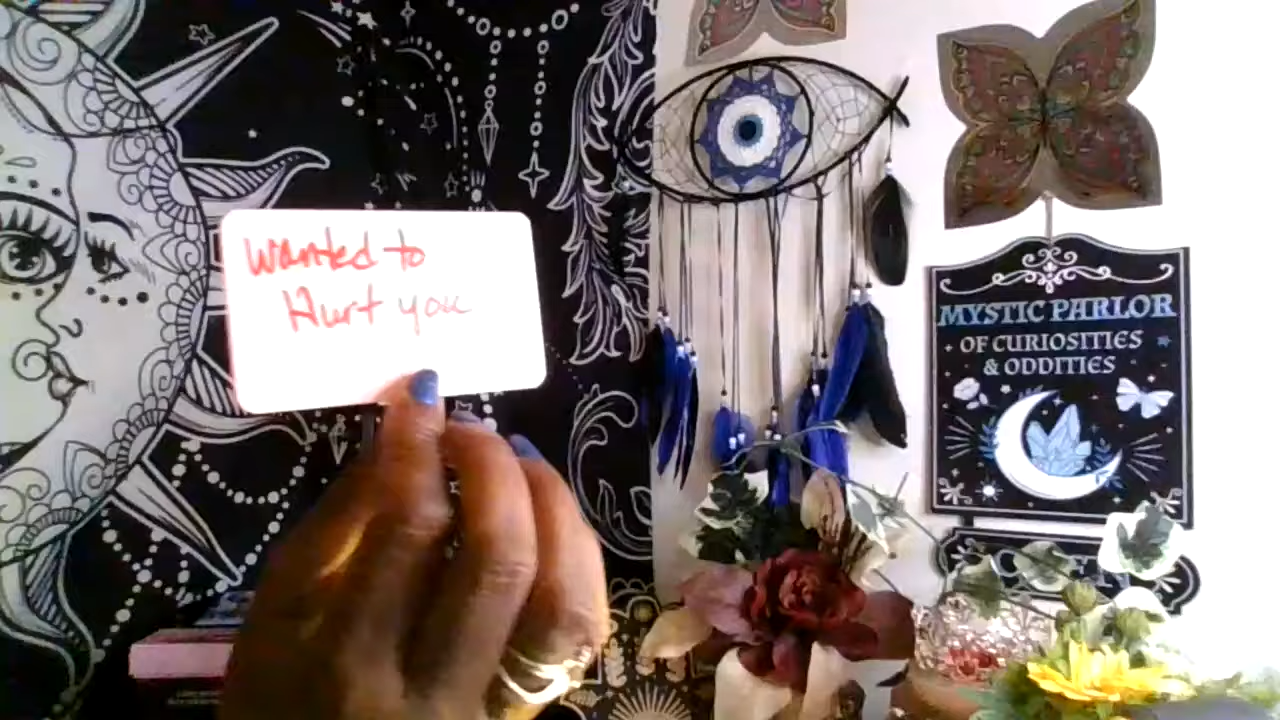 Wanted to
Hurt you
MYSTIC PARLOR
OF CURIOSITIES
& ODDITIES